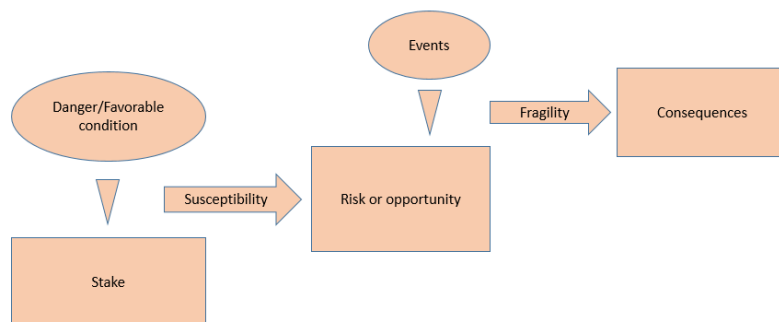 Events
Danger/Favorable
condition
Fragility
Consequences
Susceptibility
Risk or opportunity
Stake